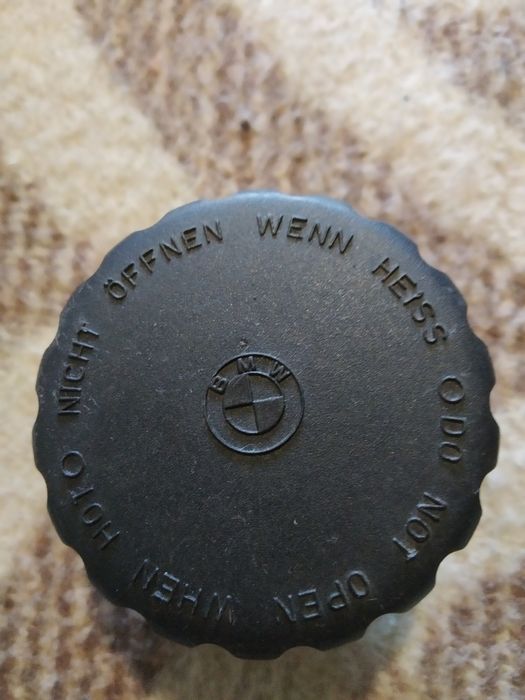 NICHT ÖFFNEN WENN HEISS
DO NOT OPEN WHEN HOT
BMW